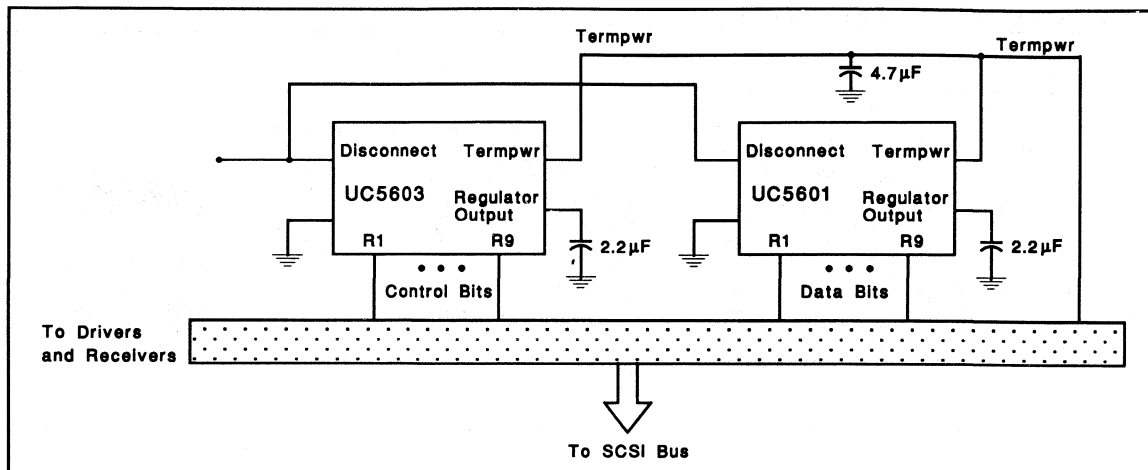 Termpwr
Termpwr
4.7µF
Disconnect Termpwr
UC5603
Regulator
Output
R1 R9
2.2µF
Control Bits
Disconnect Termpwr
UC5601
Regulator
Output
R1 R9
2.2µF
Data Bits
To Drivers
and Receivers
To SCSI Bus